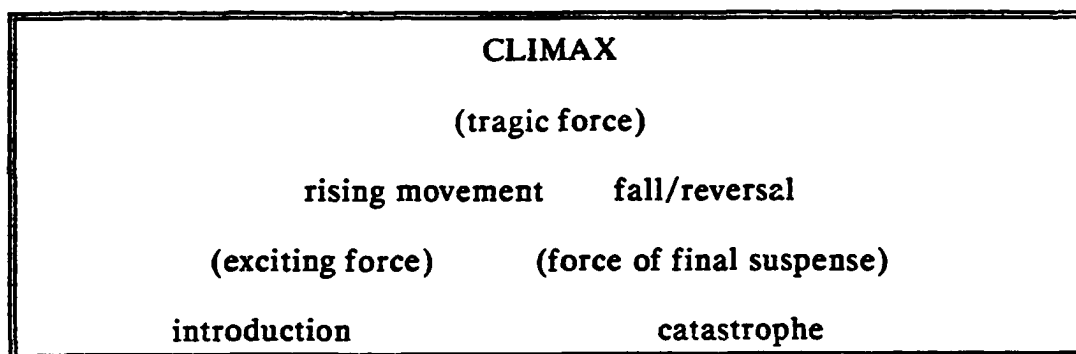 CLIMAX
(tragic force)
rising movement fall/reversal
(exciting force) (force of final suspense)
introduction catastrophe